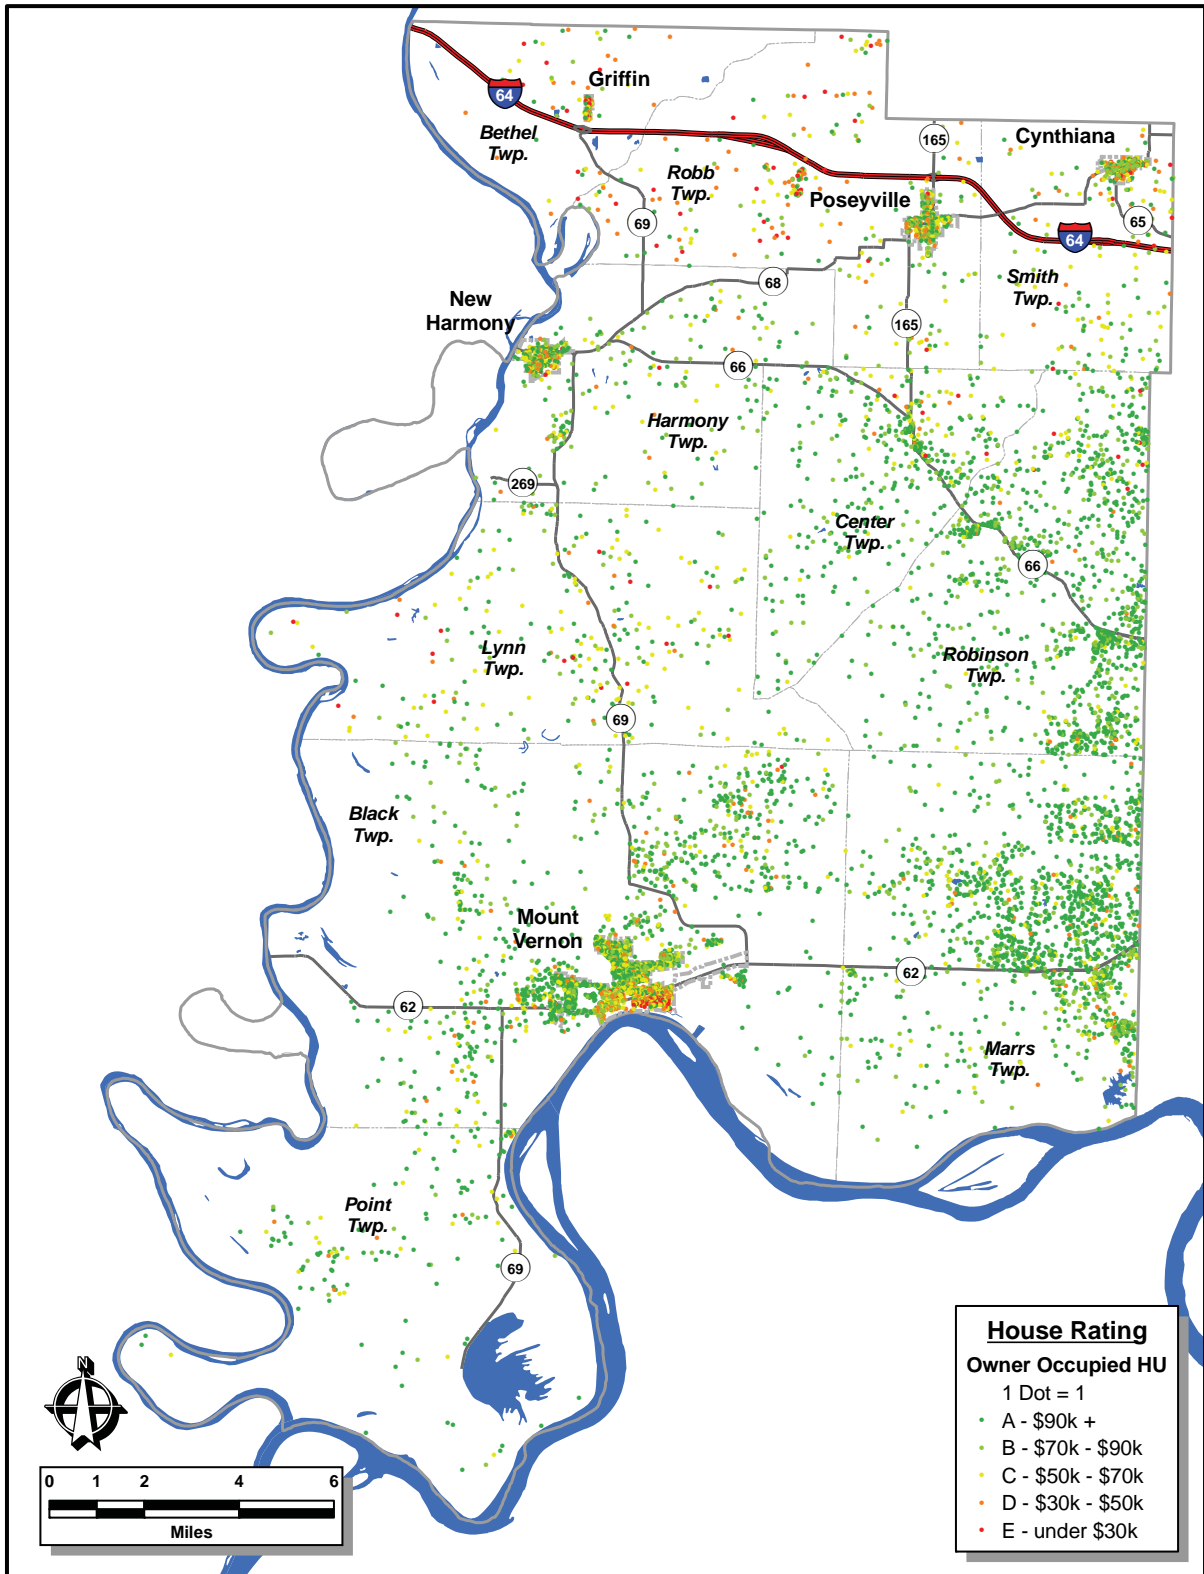 Griffin
64
Bethel
Twp.
165
Cynthiana
Robb
Twp.
Poseyville
69
65
64
Smith
Twp.
68
New
Harmony
165
66
Harmony
Twp.
269
Center
Twp.
66
Lynn
Twp.
Robinson
Twp.
69
Black
Twp.
Mount
Vernon
62
62
Marrs
Twp.
Point
Twp.
69
N
0 1 2 4 6
Miles
House Rating
Owner Occupied HU
1 Dot = 1
A - $90k +
B - $70k - $90k
C - $50k - $70k
D - $30k - $50k
E - under $30k